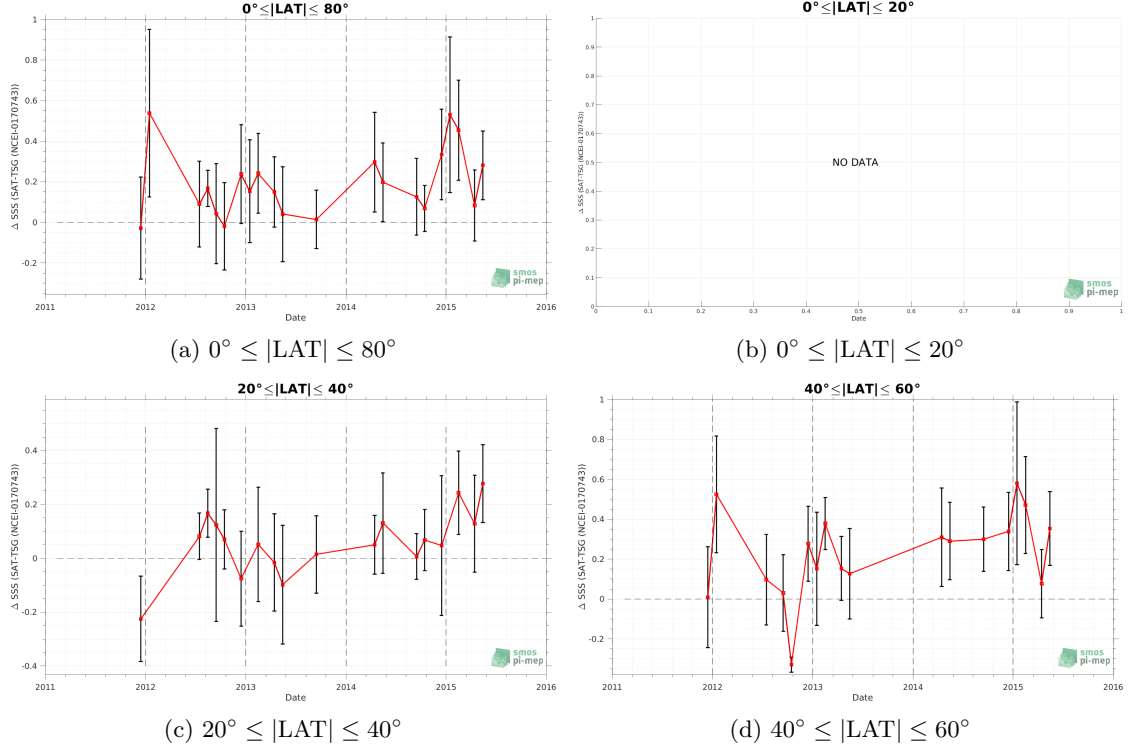 0°≤|LAT|≤ 80°
Δ SSS (SAT-TSG (NCEI-0170743))
1
0.8
0.6
0.4
0.2
0
-0.2
2011 2012 2013 2014 2015 2016
Date
smos
pi-mep
(a) 0° ≤ |LAT| ≤ 80°
0°≤|LAT|≤ 20°
Δ SSS (SAT-TSG (NCEI-0170743))
1
0.9
0.8
0.7
0.6
0.5
0.4
0.3
0.2
0.1
0
NO DATA
0 0.1 0.2 0.3 0.4 0.5 0.6 0.7 0.8 0.9 1
Date
smos
pi-mep
(b) 0° ≤ |LAT| ≤ 20°
20°≤|LAT|≤ 40°
Δ SSS (SAT-TSG (NCEI-0170743))
0.4
0.2
0
-0.2
-0.4
2011 2012 2013 2014 2015 2016
Date
smos
pi-mep
(c) 20° ≤ |LAT| ≤ 40°
40°≤|LAT|≤ 60°
Δ SSS (SAT-TSG (NCEI-0170743))
1
0.8
0.6
0.4
0.2
0
-0.2
2011 2012 2013 2014 2015 2016
Date
smos
pi-mep
(d) 40° ≤ |LAT| ≤ 60°